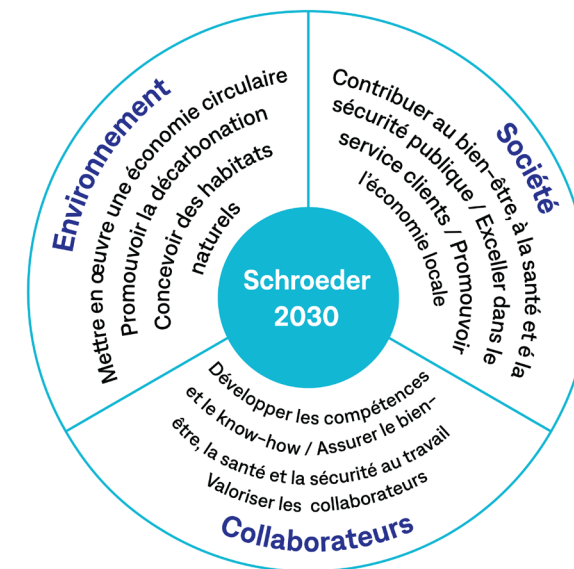 Environnement
Mettre en œuvre une économie circulaire
Promouvoir la décarbonation
Concevoir des habitats
naturels
Société
Contribuer au bien-être, à la santé et é la
sécurité publique / Exceller dans le
service clients / Promouvoir
l'économie locale
Schroeder
2030
Développer les compétences
et le know-how / Assurer le bien-
être, la santé et la sécurité au travail
Valoriser les collaborateurs
Collaborateurs